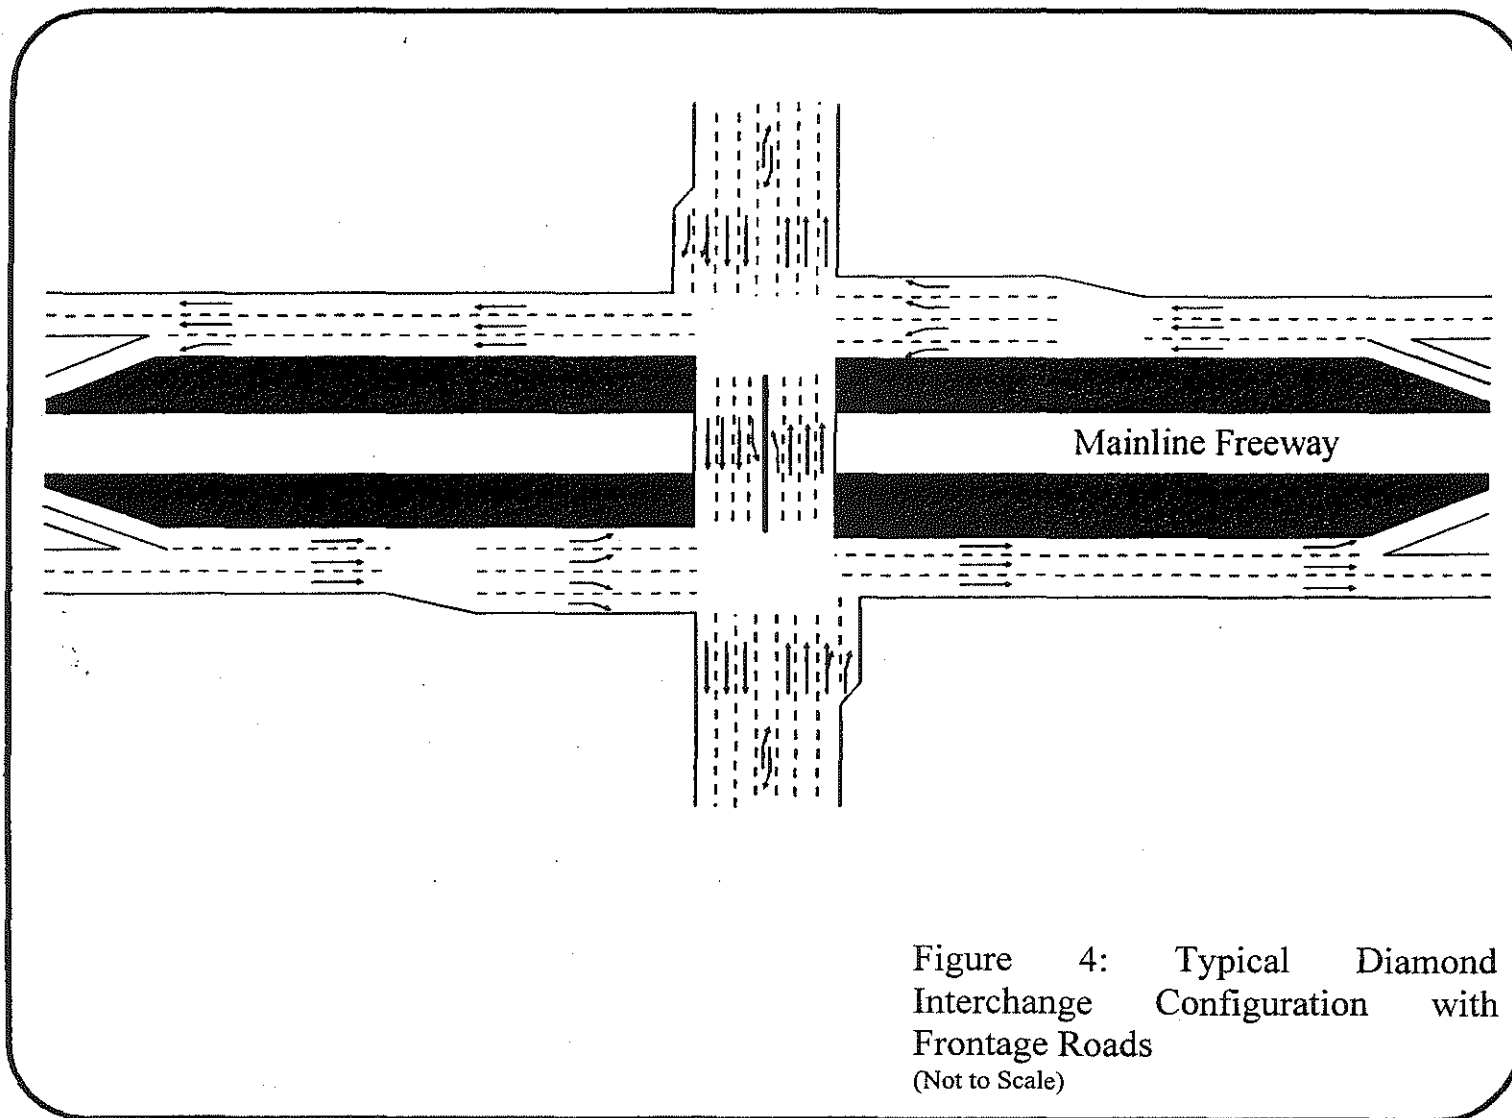 Mainline Freeway
Figure 4: Typical Diamond
Interchange Configuration with
Frontage Roads
(Not to Scale)